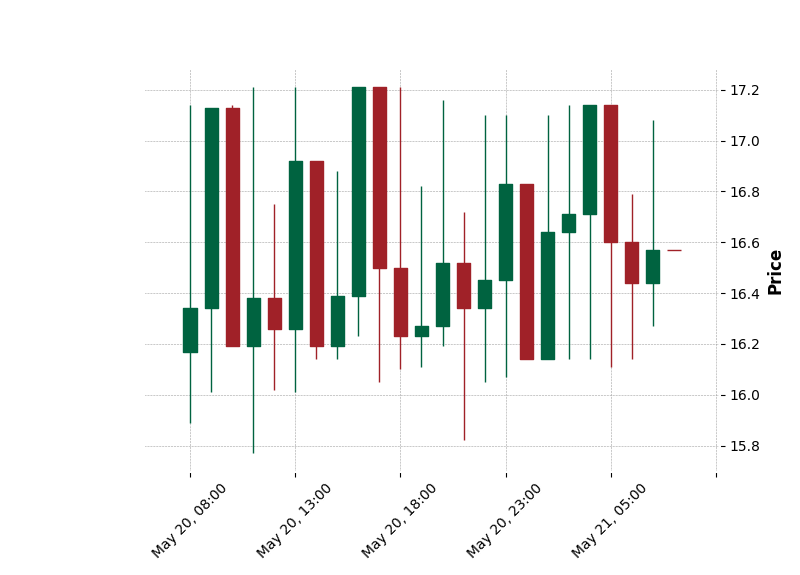 17.2
17.0
16.8
16.6
16.4
16.2
16.0
15.8
Price
May 20, 08:00
May 20, 13:00
May 20, 18:00
May 20, 23:00
May 21, 05:00